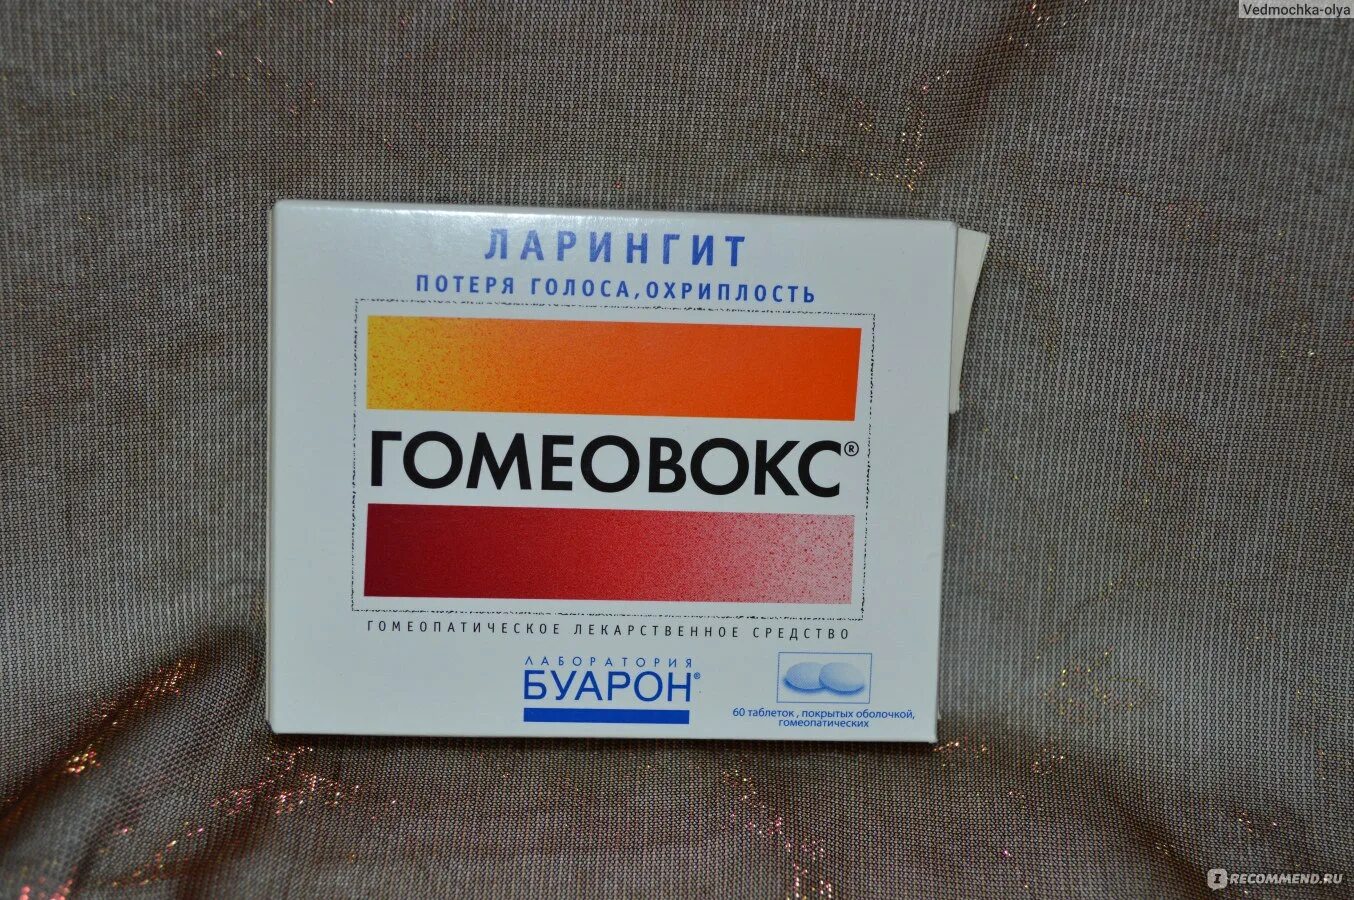 Vedmochka-olya
ЛАРИНГИТ
ПОТЕРЯ ГОЛОСА, ОХРИПЛОСТЬ
ГОМЕОВОКС®
ГОМЕОПАТИЧЕСКОЕ ЛЕКАРСТВЕННОЕ СРЕДСТВО
ЛАБОРАТОРИЯ
БУАРОН®
60 таблеток, покрытых оболочкой,
гомеопатических
IRECOMMEND.RU